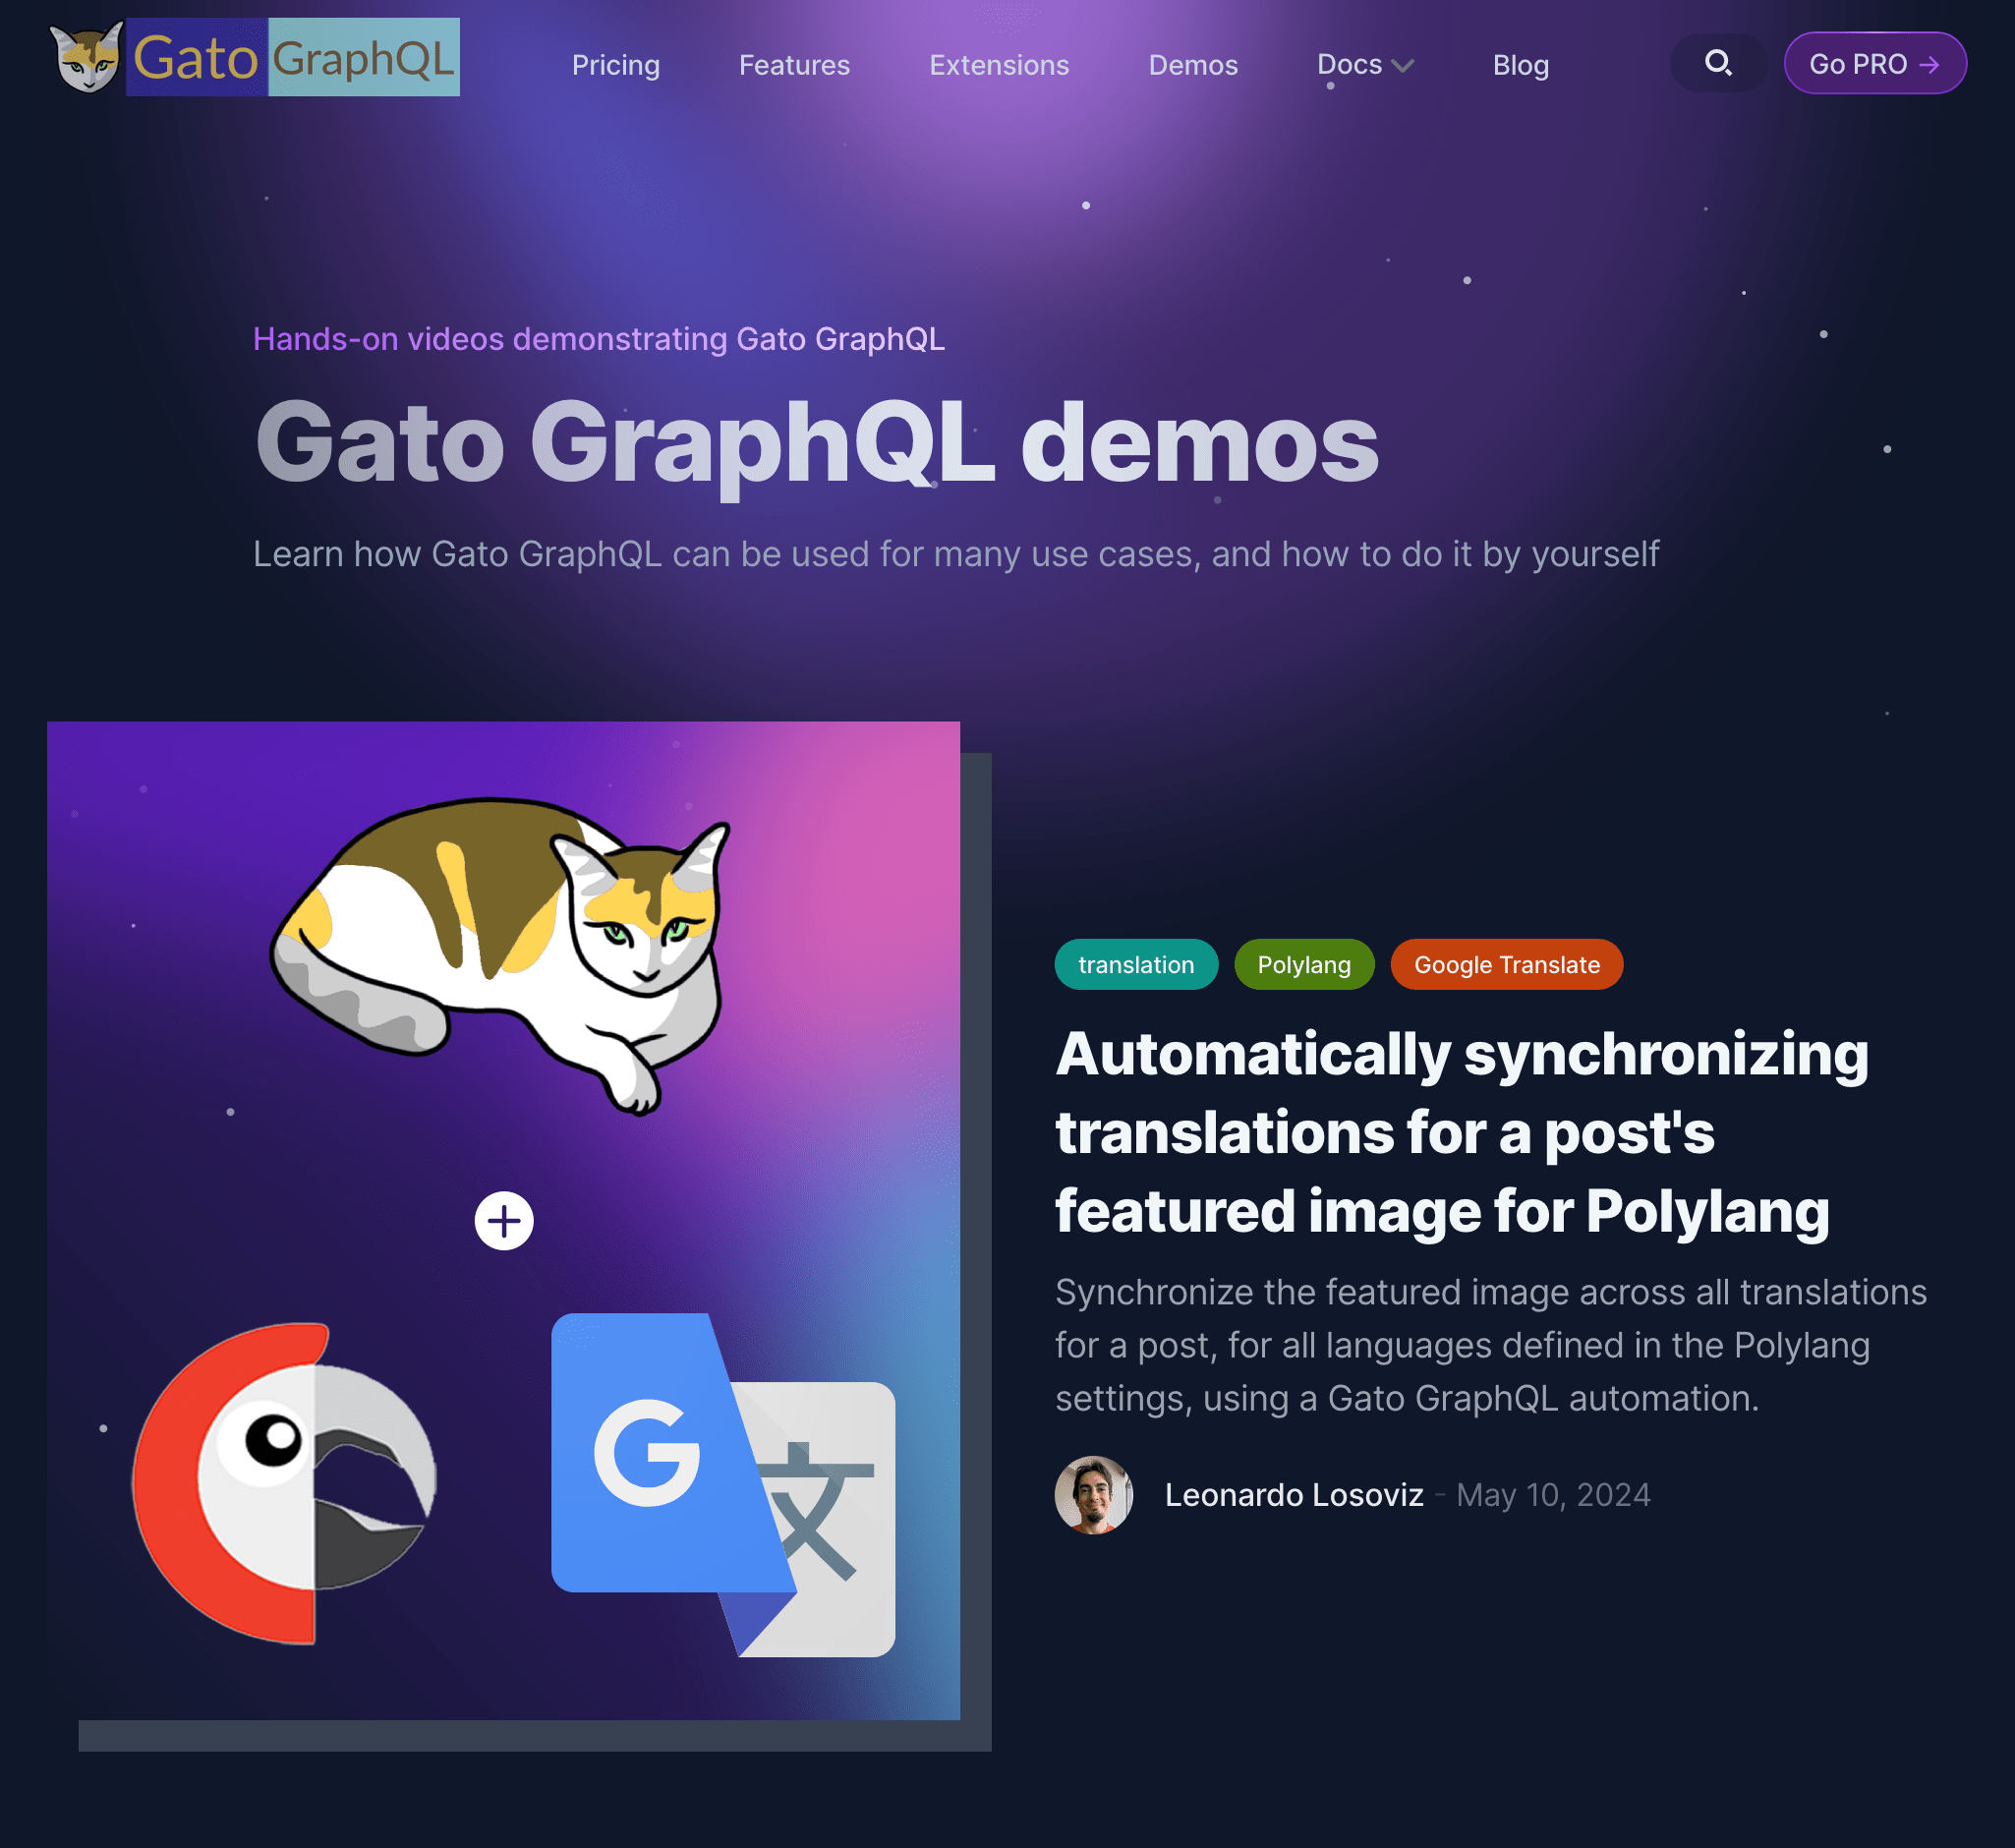 Gato GraphQL
Pricing
Features
Extensions
Demos
Docs
Blog
Go PRO →
Hands-on videos demonstrating Gato GraphQL
Gato GraphQL demos
Learn how Gato GraphQL can be used for many use cases, and how to do it by yourself
translation
Polylang
Google Translate
Automatically synchronizing
translations for a post's
featured image for Polylang
Synchronize the featured image across all translations
for a post, for all languages defined in the Polylang
settings, using a Gato GraphQL automation.
Leonardo Losoviz - May 10, 2024
G 文